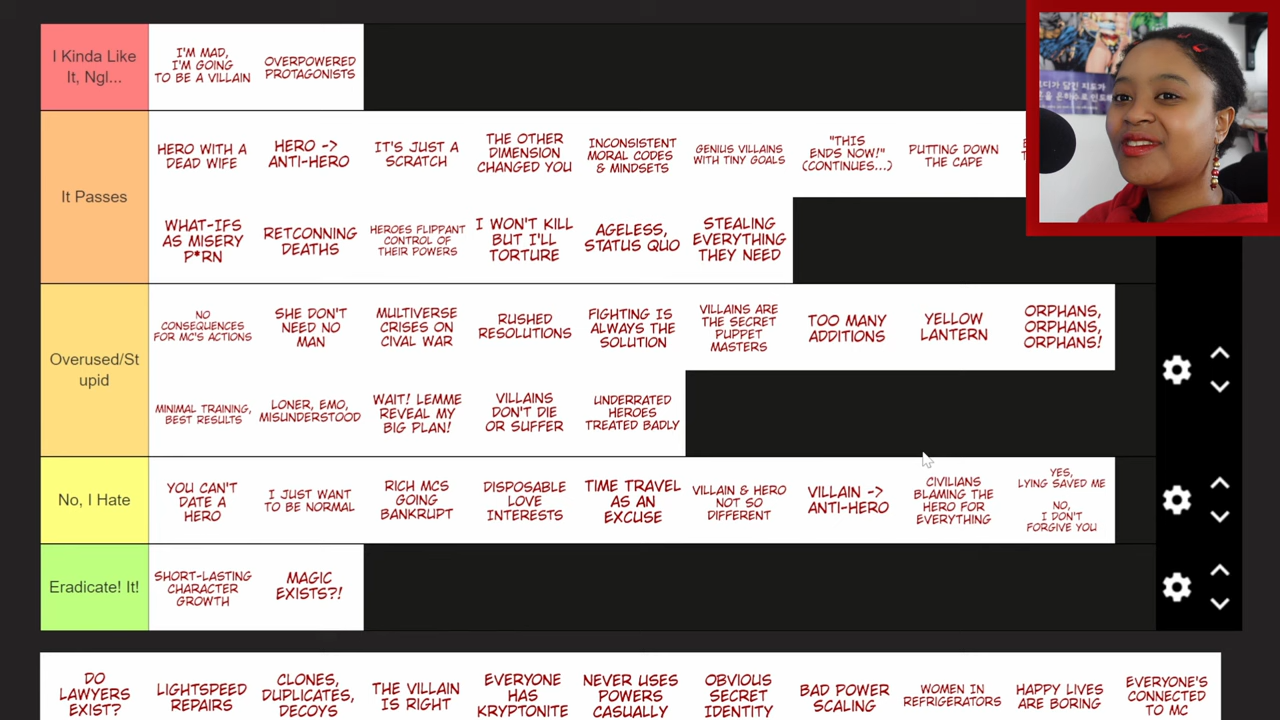 I Kinda Like
It, Ngl...
I'M MAD,
I'M GOING
TO BE A VILLAIN
OVERPOWERED
PROTAGONISTS
It Passes
HERO WITH A
DEAD WIFE
HERO ->
ANTI-HERO
IT'S JUST A
SCRATCH
THE OTHER
DIMENSION
CHANGED YOU
INCONSISTENT
MORAL CODES
& MINDSETS
GENIUS VILLAINS
WITH TINY GOALS
"THIS
ENDS NOW!"
(CONTINUES...)
PUTTING DOWN
THE CAPE
WHAT-IFS
AS MISERY
P*RN
RETCONNING
DEATHS
HEROES FLIPPANT
CONTROL OF
THEIR POWERS
I WON'T KILL
BUT I'LL
TORTURE
AGELESS,
STATUS QUO
STEALING
EVERYTHING
THEY NEED
Overused/St
upid
NO
CONSEQUENCES
FOR MC'S ACTIONS
SHE DON'T
NEED NO
MAN
MULTIVERSE
CRISES ON
CIVAL WAR
RUSHED
RESOLUTIONS
FIGHTING IS
ALWAYS THE
SOLUTION
VILLAINS ARE
THE SECRET
PUPPET
MASTERS
TOO MANY
ADDITIONS
YELLOW
LANTERN
ORPHANS,
ORPHANS,
ORPHANS!
MINIMAL TRAINING,
BEST RESULTS
LONER, EMO,
MISUNDERSTOOD
WAIT! LEMME
REVEAL MY
BIG PLAN!
VILLAINS
DON'T DIE
OR SUFFER
UNDERRATED
HEROES
TREATED BADLY
No, I Hate
YOU CAN'T
DATE A
HERO
I JUST WANT
TO BE NORMAL
RICH MCS
GOING
BANKRUPT
DISPOSABLE
LOVE
INTERESTS
TIME TRAVEL
AS AN
EXCUSE
VILLAIN & HERO
NOT SO
DIFFERENT
VILLAIN ->
ANTI-HERO
CIVILIANS
BLAMING THE
HERO FOR
EVERYTHING
YES,
LYING SAVED ME
NO,
I DON'T
FORGIVE YOU
Eradicate! It!
SHORT-LASTING
CHARACTER
GROWTH
MAGIC
EXISTS?!
DO
LAWYERS
EXIST?
LIGHTSPEED
REPAIRS
CLONES,
DUPLICATES,
DECOYS
THE VILLAIN
IS RIGHT
EVERYONE
HAS
KRYPTONITE
NEVER USES
POWERS
CASUALLY
OBVIOUS
SECRET
IDENTITY
BAD POWER
SCALING
WOMEN IN
REFRIGERATORS
HAPPY LIVES
ARE BORING
EVERYONE'S
CONNECTED
TO MC